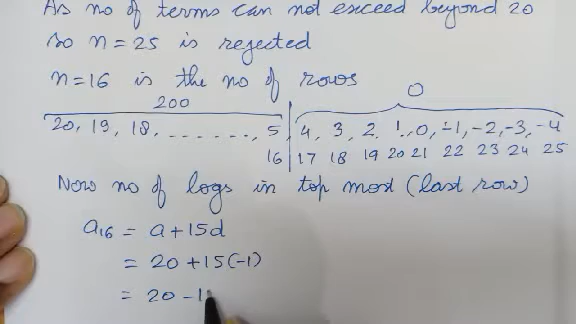 As no of terms can not exceed beyond 20
so n = 25 is rejected
n = 16 is the no of rows
200 0
20, 19, 18, ......., 5, 4, 3, 2, 1, 0, -1, -2, -3, -4
16 17 18 19 20 21 22 23 24 25
Now no of logs in top most (last row)
a16 = a + 15d
= 20 + 15(-1)
= 20 - 1